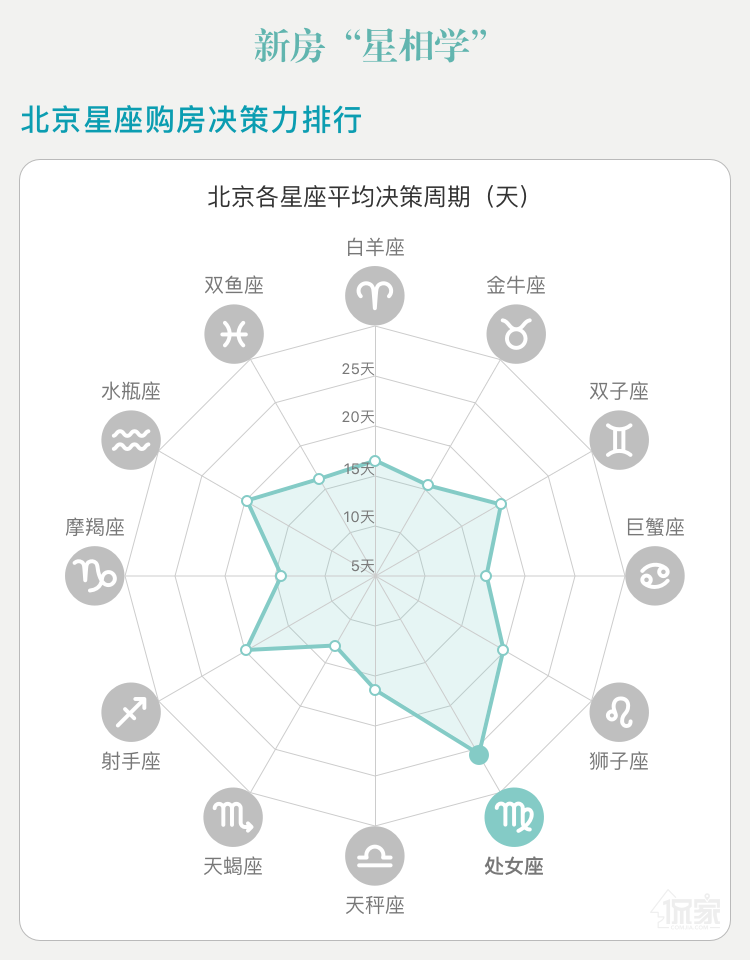 新房“星相学”
北京星座购房决策力排行
北京各星座平均决策周期（天）
白羊座
双鱼座
金牛座
25天
水瓶座
双子座
20天
15天
摩羯座
10天
巨蟹座
5天
射手座
狮子座
天蝎座
处女座
天秤座
侃家